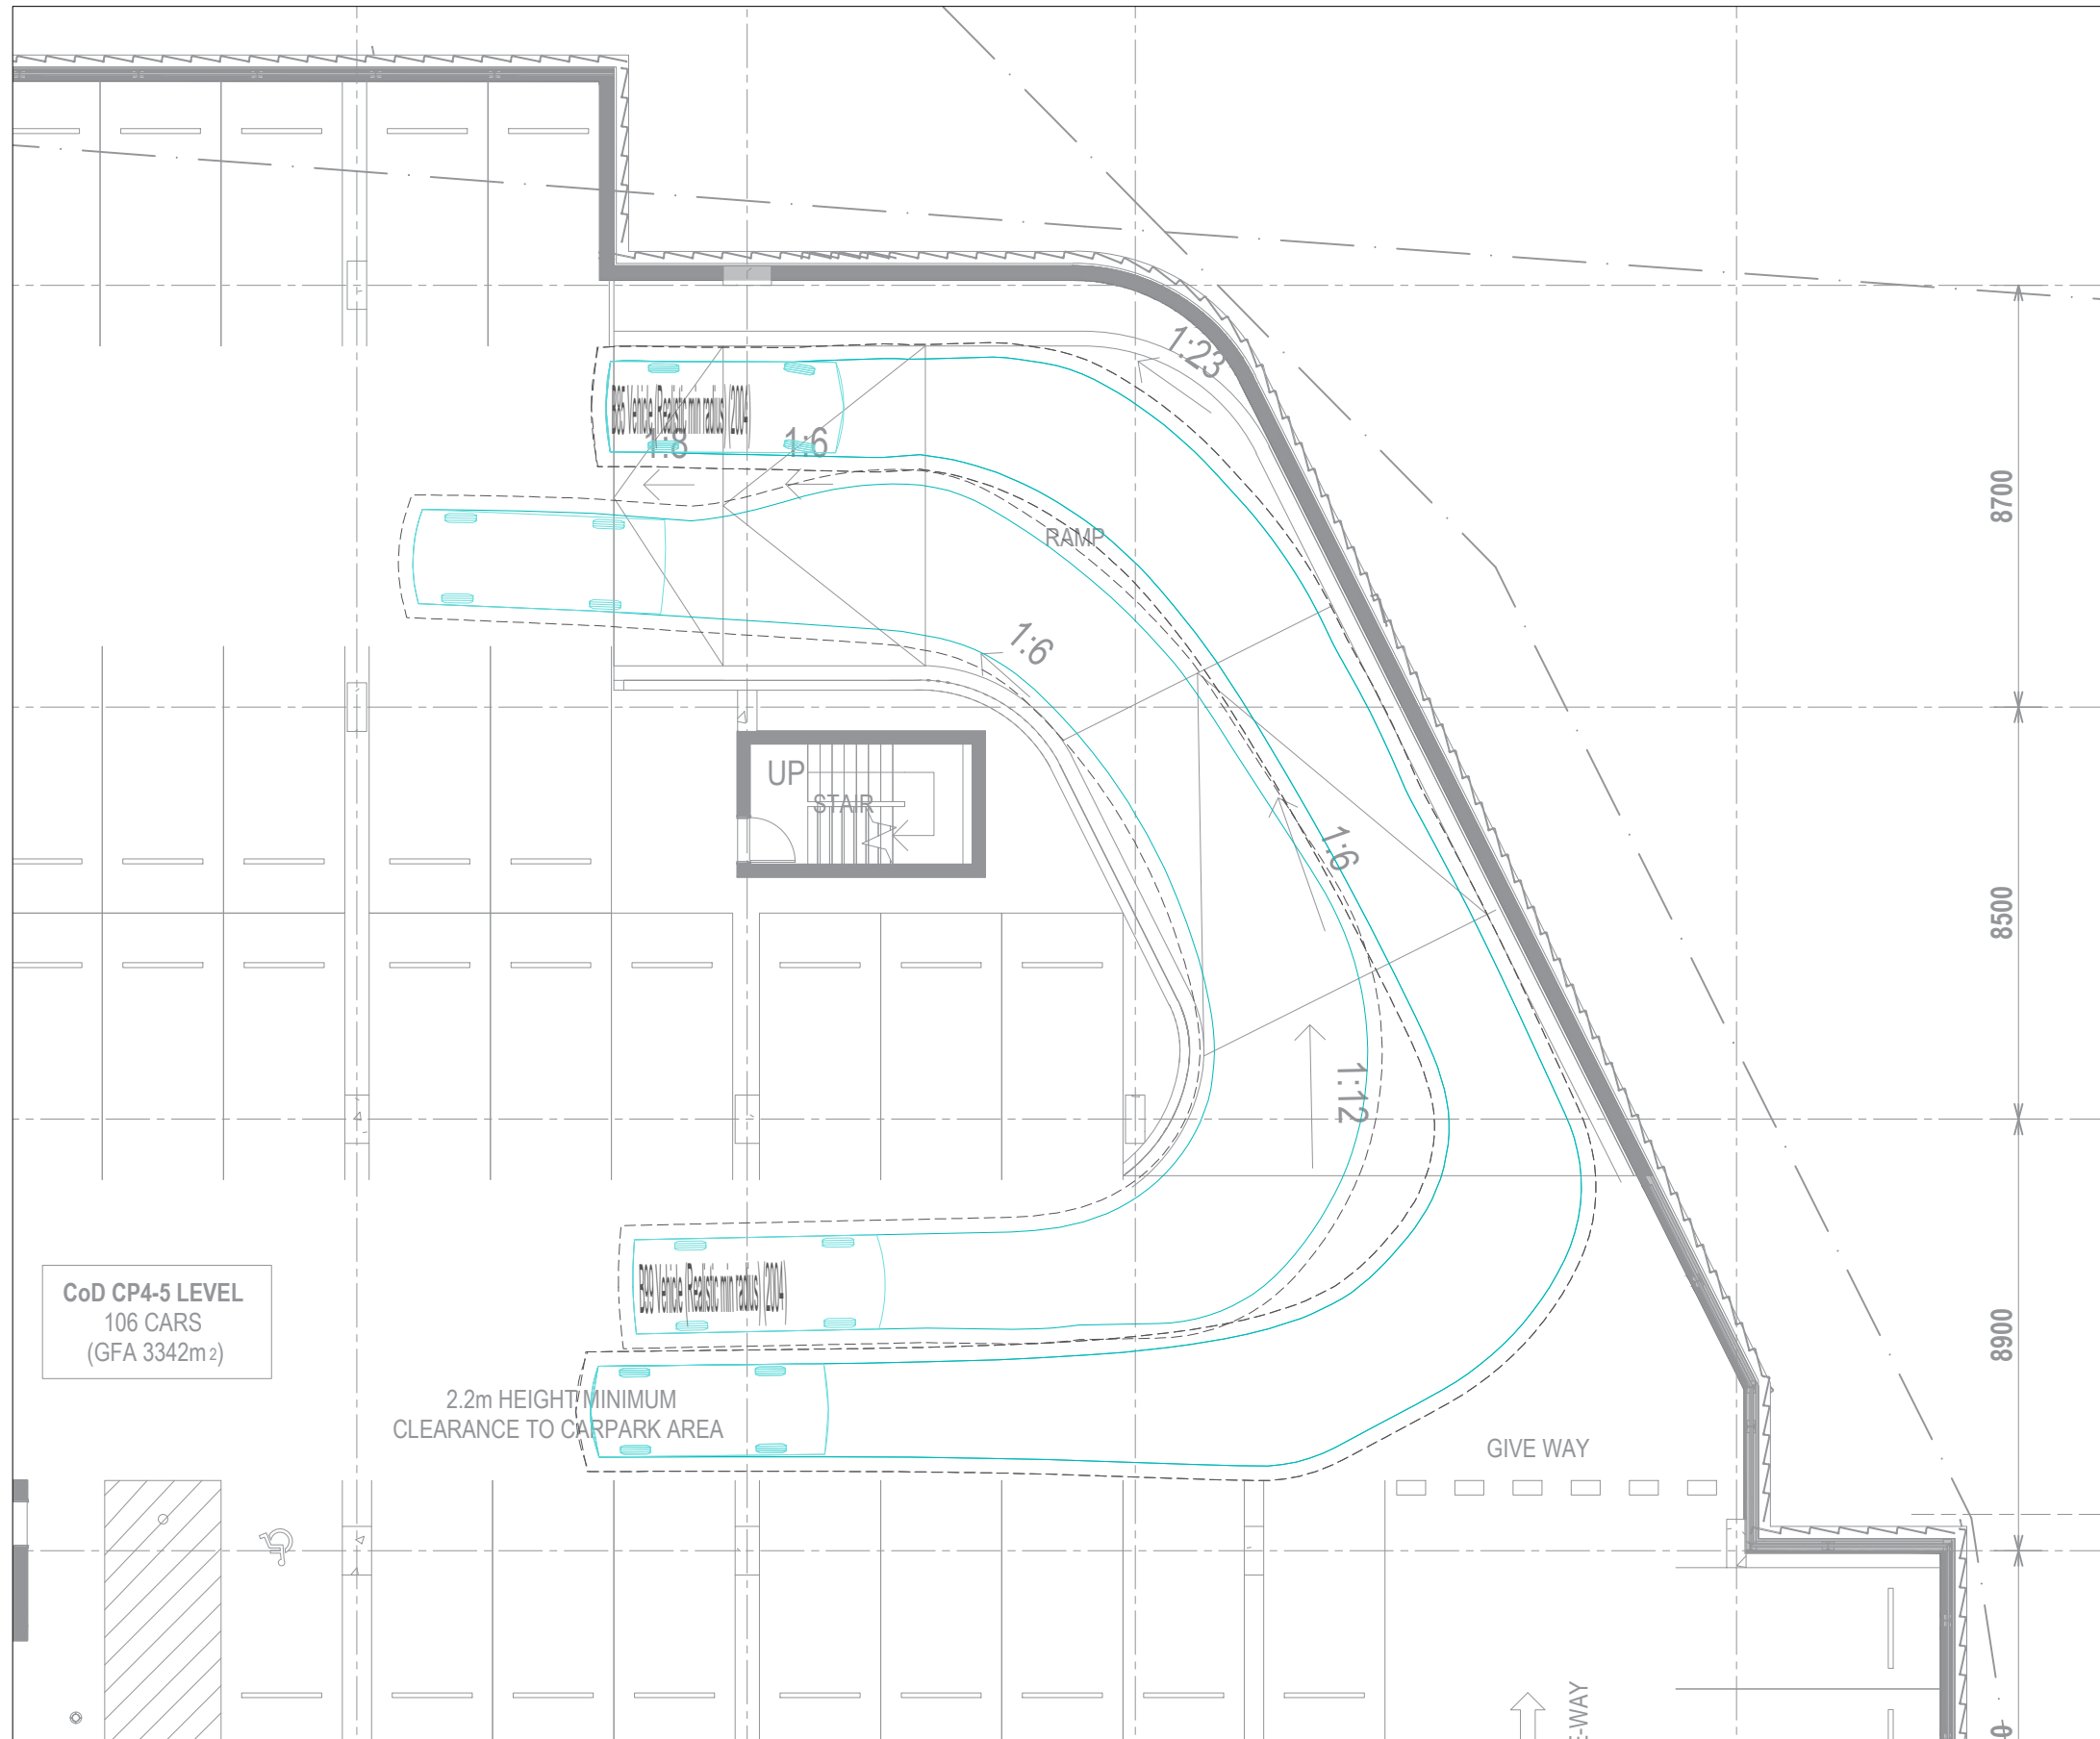 1:23
B85 Vehicle (Realistic min radius) (2004)
1:8
1:6
8700
RAMP
1:6
UP
STAIR
1:6
8500
1:12
B99 Vehicle (Realistic min radius) (2004)
CoD CP4-5 LEVEL
106 CARS
(GFA 3342m2)
8900
2.2m HEIGHT MINIMUM
CLEARANCE TO CARPARK AREA
GIVE WAY
E-WAY
0